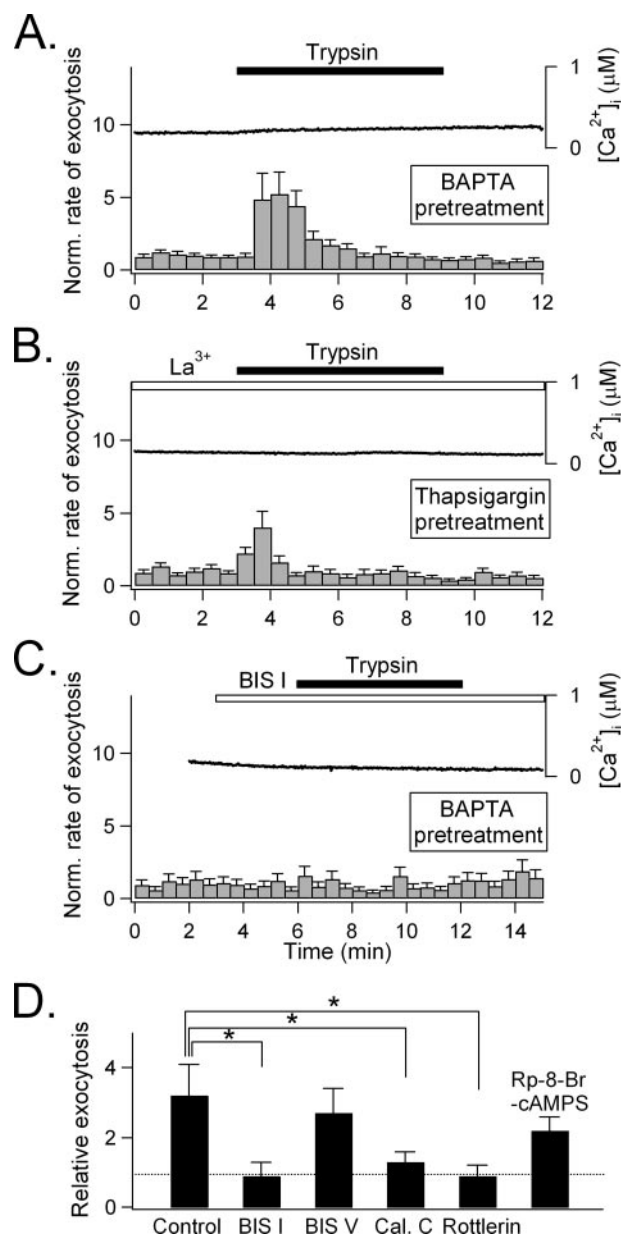 A.
Trypsin
Norm. rate of exocytosis
10
5
0
1
0
[Ca²⁺]ᵢ (μM)
BAPTA
pretreatment
0 2 4 6 8 10 12
B.
La³⁺
Trypsin
Norm. rate of exocytosis
10
5
0
1
0
[Ca²⁺]ᵢ (μM)
Thapsigargin
pretreatment
0 2 4 6 8 10 12
C.
BIS I
Trypsin
Norm. rate of exocytosis
10
5
0
1
0
[Ca²⁺]ᵢ (μM)
BAPTA
pretreatment
0 2 4 6 8 10 12 14
Time (min)
D.
Relative exocytosis
4
2
0
*
*
*
Rp-8-Br
-cAMPS
Control BIS I BIS V Cal. C Rottlerin